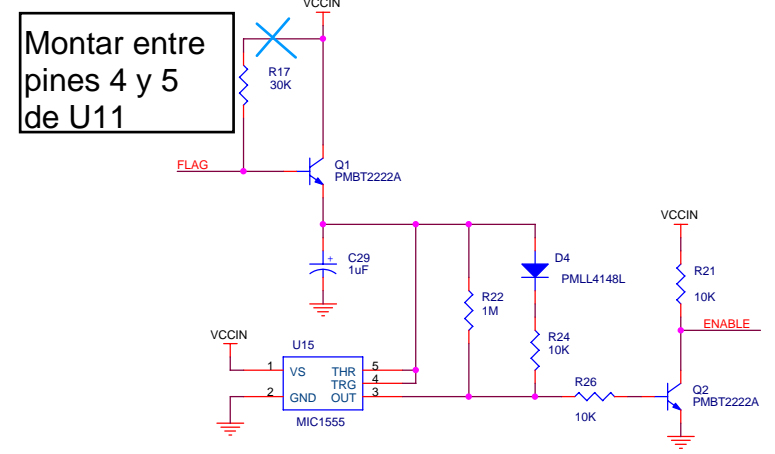 VCCIN
Montar entre
pines 4 y 5
de U11
R17
30K
FLAG
Q1
PMBT2222A
VCCIN
C29
1uF
D4
PMLL4148L
R21
10K
R22
1M
ENABLE
VCCIN
U15
R24
10K
1 VS THR 5
TRG 4
2 GND OUT 3
MIC1555
R26
10K
Q2
PMBT2222A